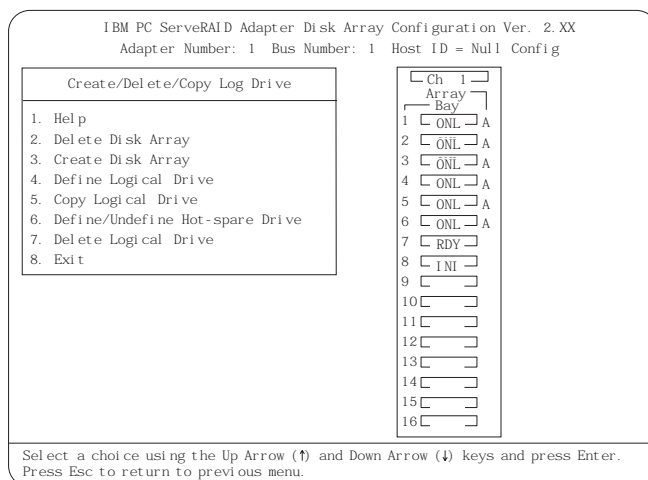 IBM PC ServeRAID Adapter Disk Array Configuration Ver. 2.XX
Adapter Number: 1 Bus Number: 1 Host ID = Null Config
Create/Delete/Copy Log Drive
1. Help
2. Delete Disk Array
3. Create Disk Array
4. Define Logical Drive
5. Copy Logical Drive
6. Define/Undefine Hot-spare Drive
7. Delete Logical Drive
8. Exit
Ch 1
Array
Bay
1 ONL A
2 ONL A
3 ONL A
4 ONL A
5 ONL A
6 ONL A
7 RDY
8 INI
9
10
11
12
13
14
15
16
Select a choice using the Up Arrow (↑) and Down Arrow (↓) keys and press Enter.
Press Esc to return to previous menu.